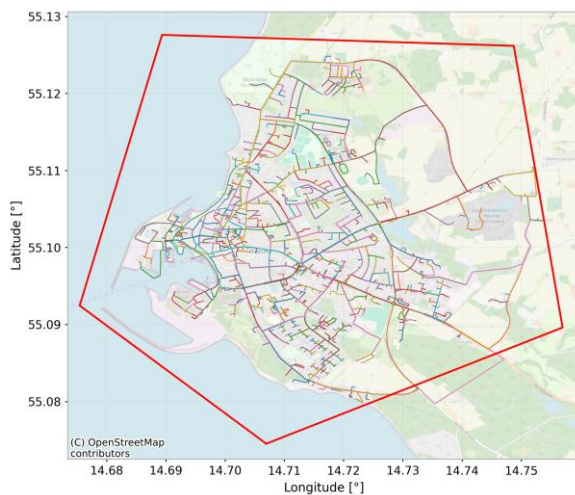 55.13
55.12
55.11
55.10
55.09
55.08
Latitude [°]
(C) OpenStreetMap
contributors
14.68 14.69 14.70 14.71 14.72 14.73 14.74 14.75
Longitude [°]